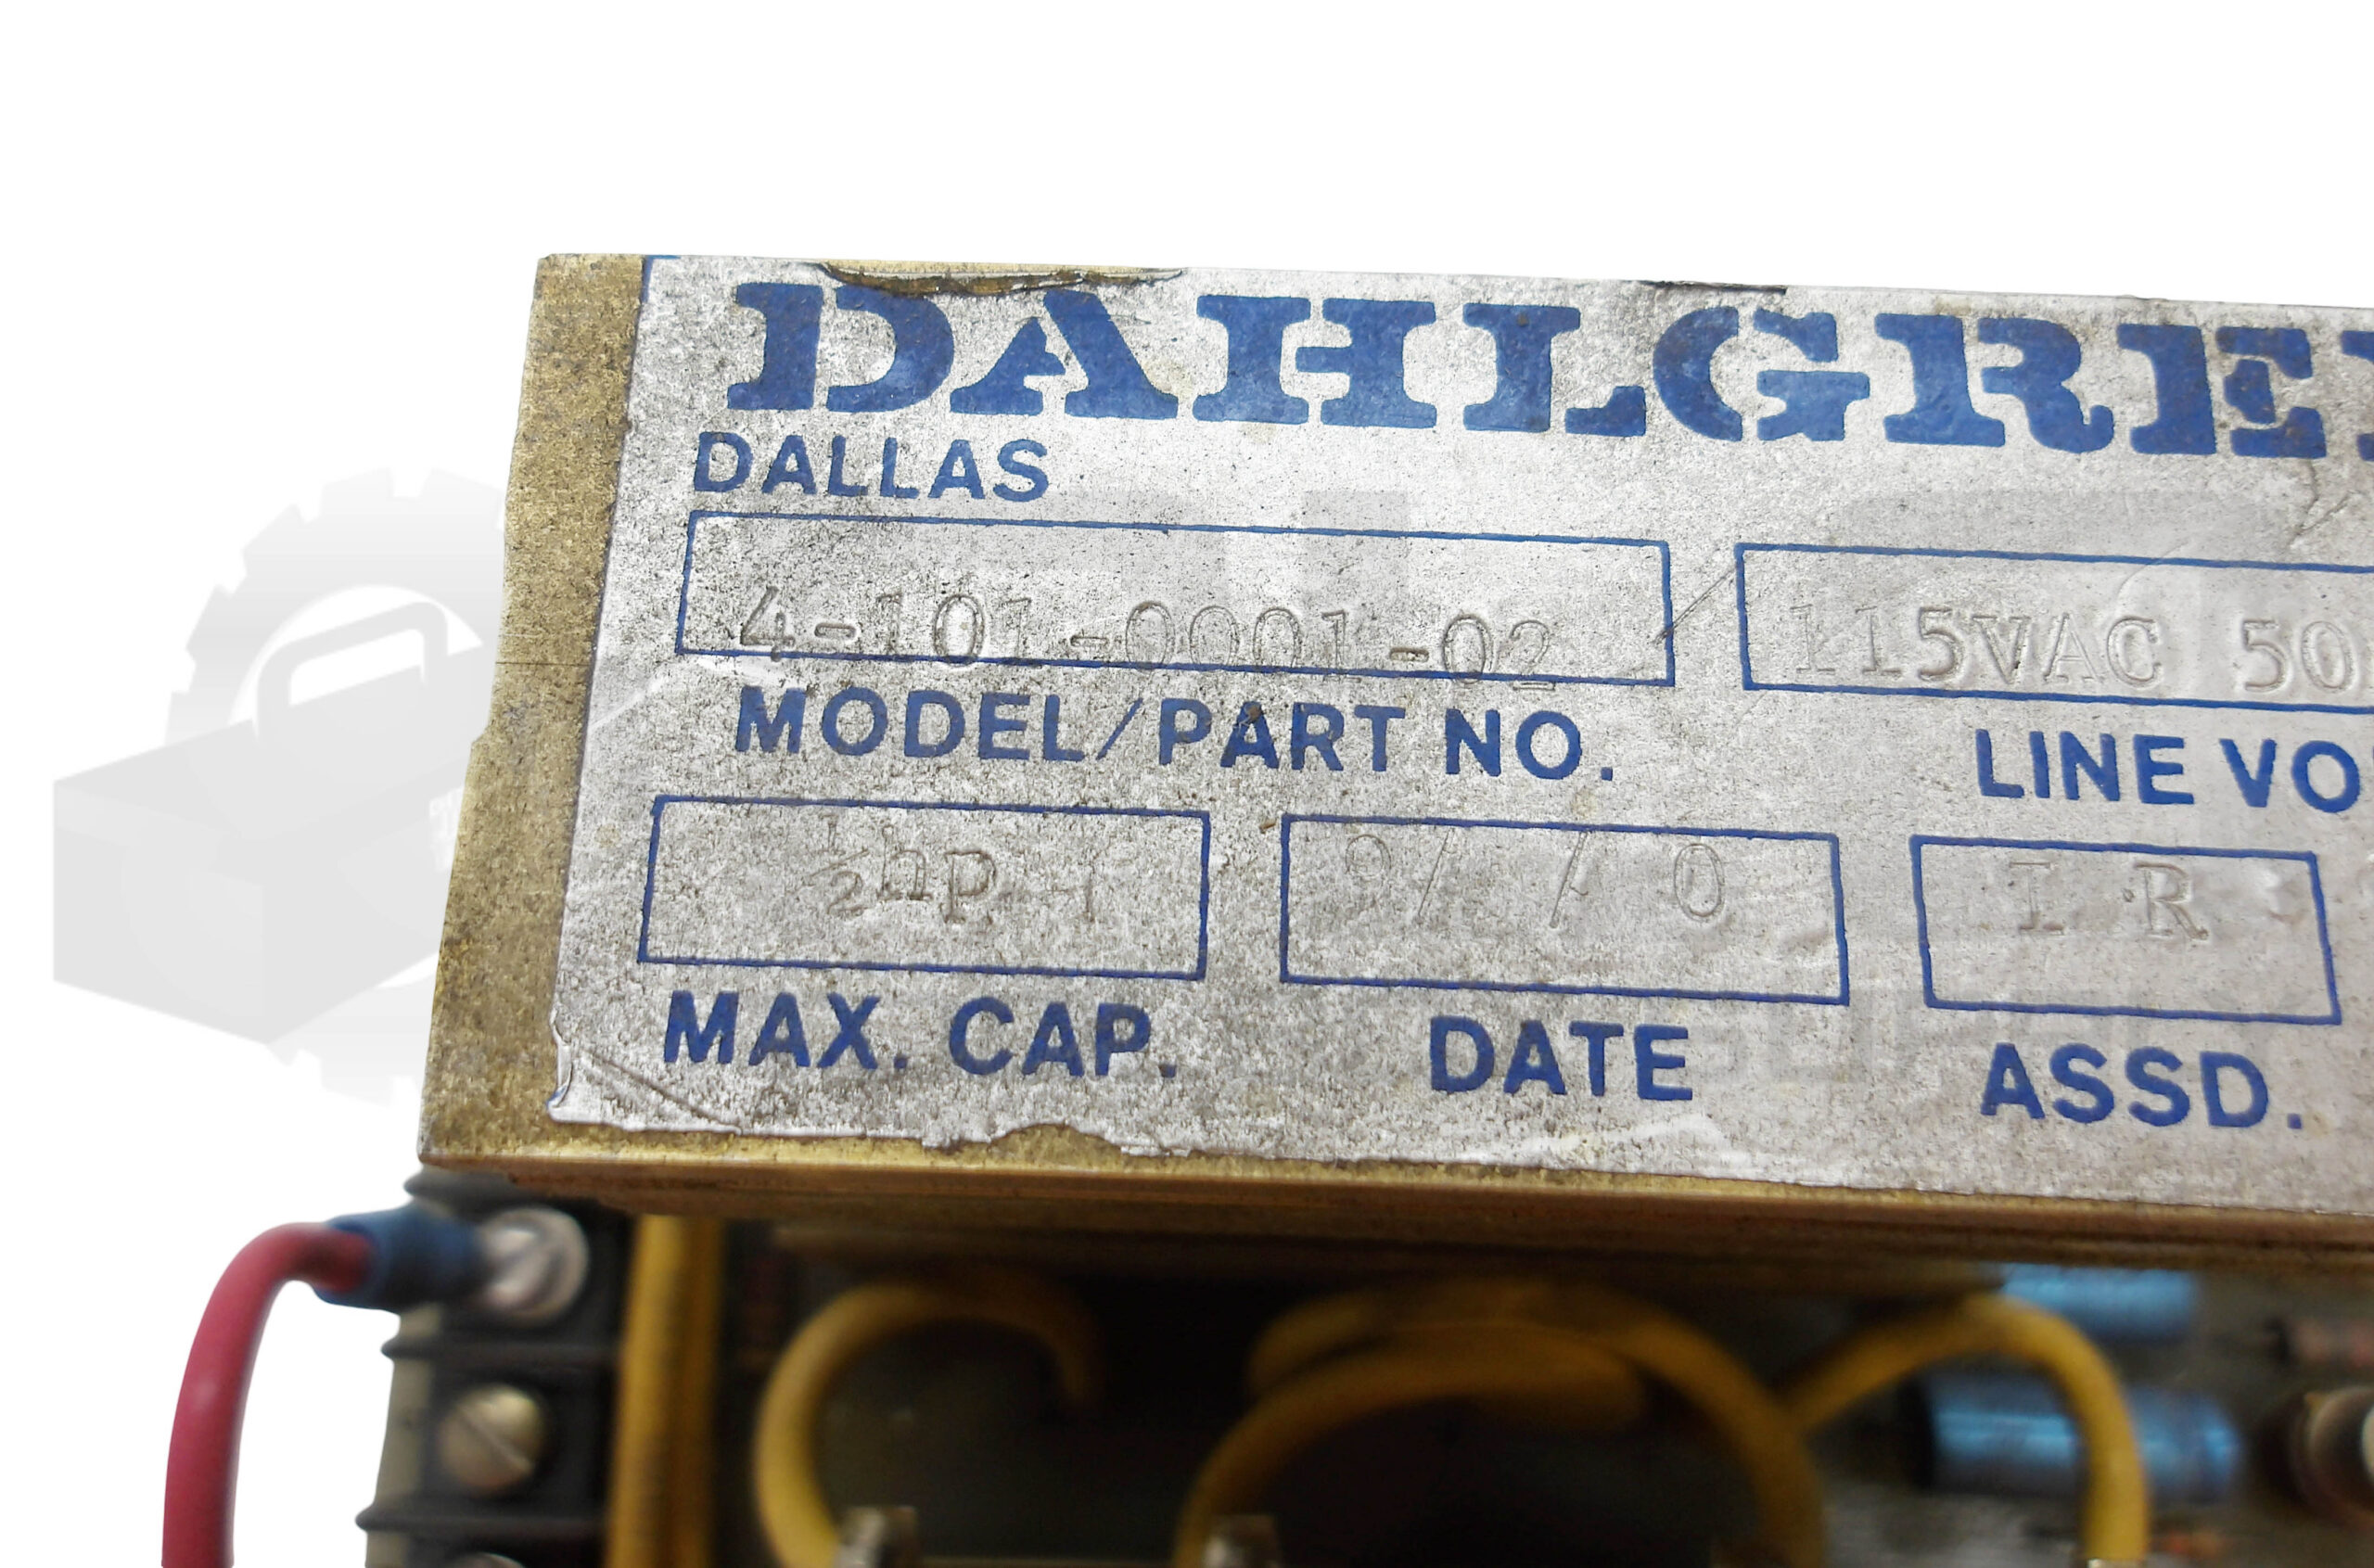 DAHLGRE
DALLAS
4-101-0001-02 115VAC 50
MODEL/PART NO. LINE VO
½hp
MAX. CAP. DATE ASSD.